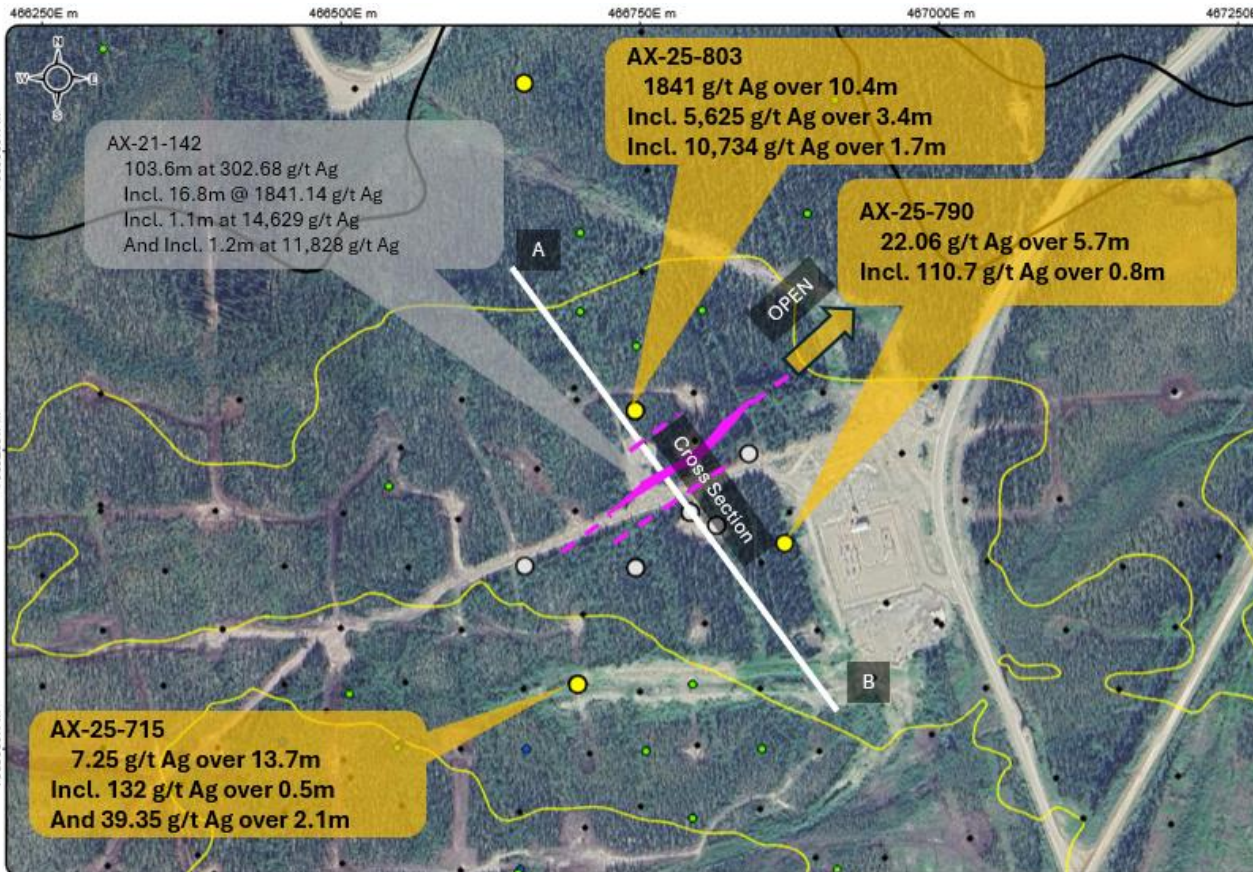 466250E m 466500E m 466750E m 467000E m 467250E
N
W E
S
AX-25-803
1841 g/t Ag over 10.4m
Incl. 5,625 g/t Ag over 3.4m
Incl. 10,734 g/t Ag over 1.7m
AX-21-142
103.6m at 302.68 g/t Ag
Incl. 16.8m @ 1841.14 g/t Ag
Incl. 1.1m at 14,629 g/t Ag
And Incl. 1.2m at 11,828 g/t Ag
AX-25-790
22.06 g/t Ag over 5.7m
Incl. 110.7 g/t Ag over 0.8m
A
OPEN
Cross Section
B
AX-25-715
7.25 g/t Ag over 13.7m
Incl. 132 g/t Ag over 0.5m
And 39.35 g/t Ag over 2.1m